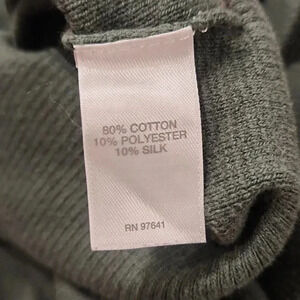 80% COTTON
10% POLYESTER
10% SILK
RN 97641